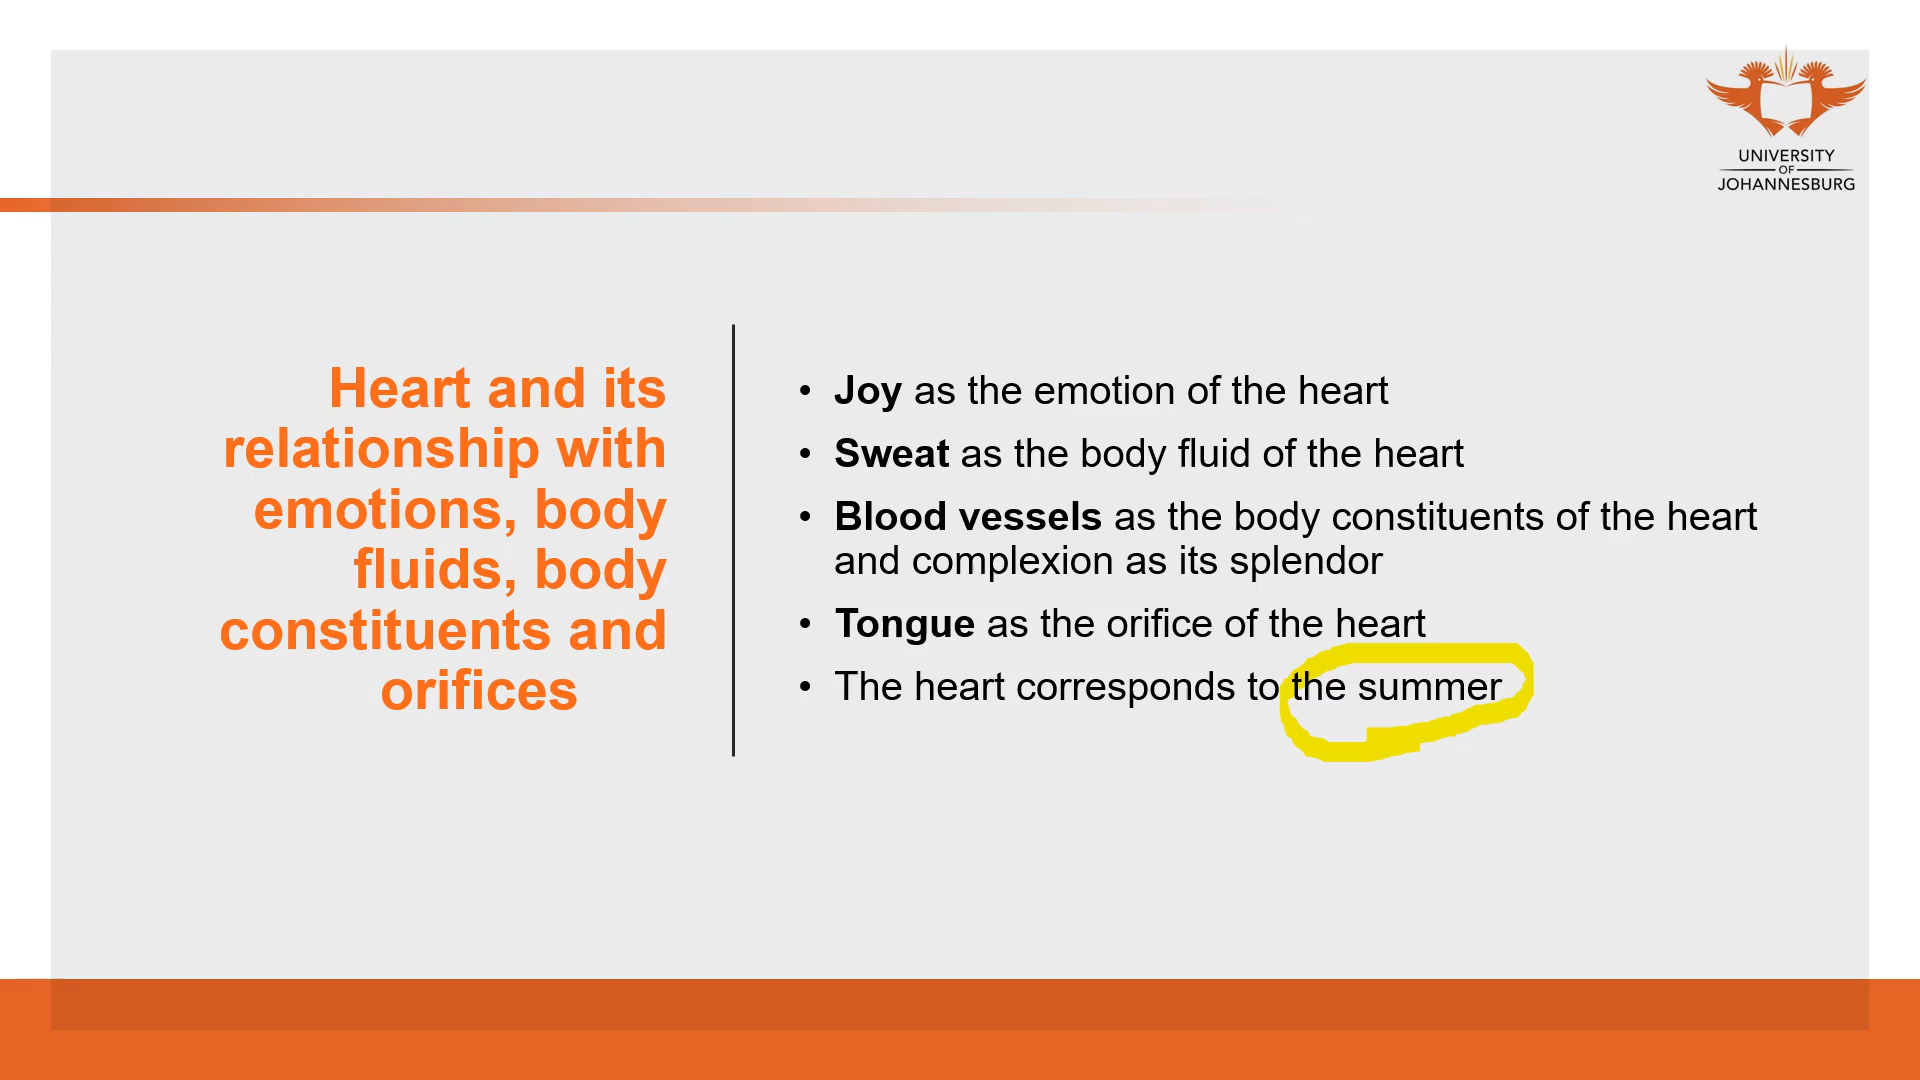 UNIVERSITY
OF
JOHANNESBURG
Heart and its
relationship with
emotions, body
fluids, body
constituents and
orifices
• Joy as the emotion of the heart
• Sweat as the body fluid of the heart
• Blood vessels as the body constituents of the heart
and complexion as its splendor
• Tongue as the orifice of the heart
• The heart corresponds to the summer